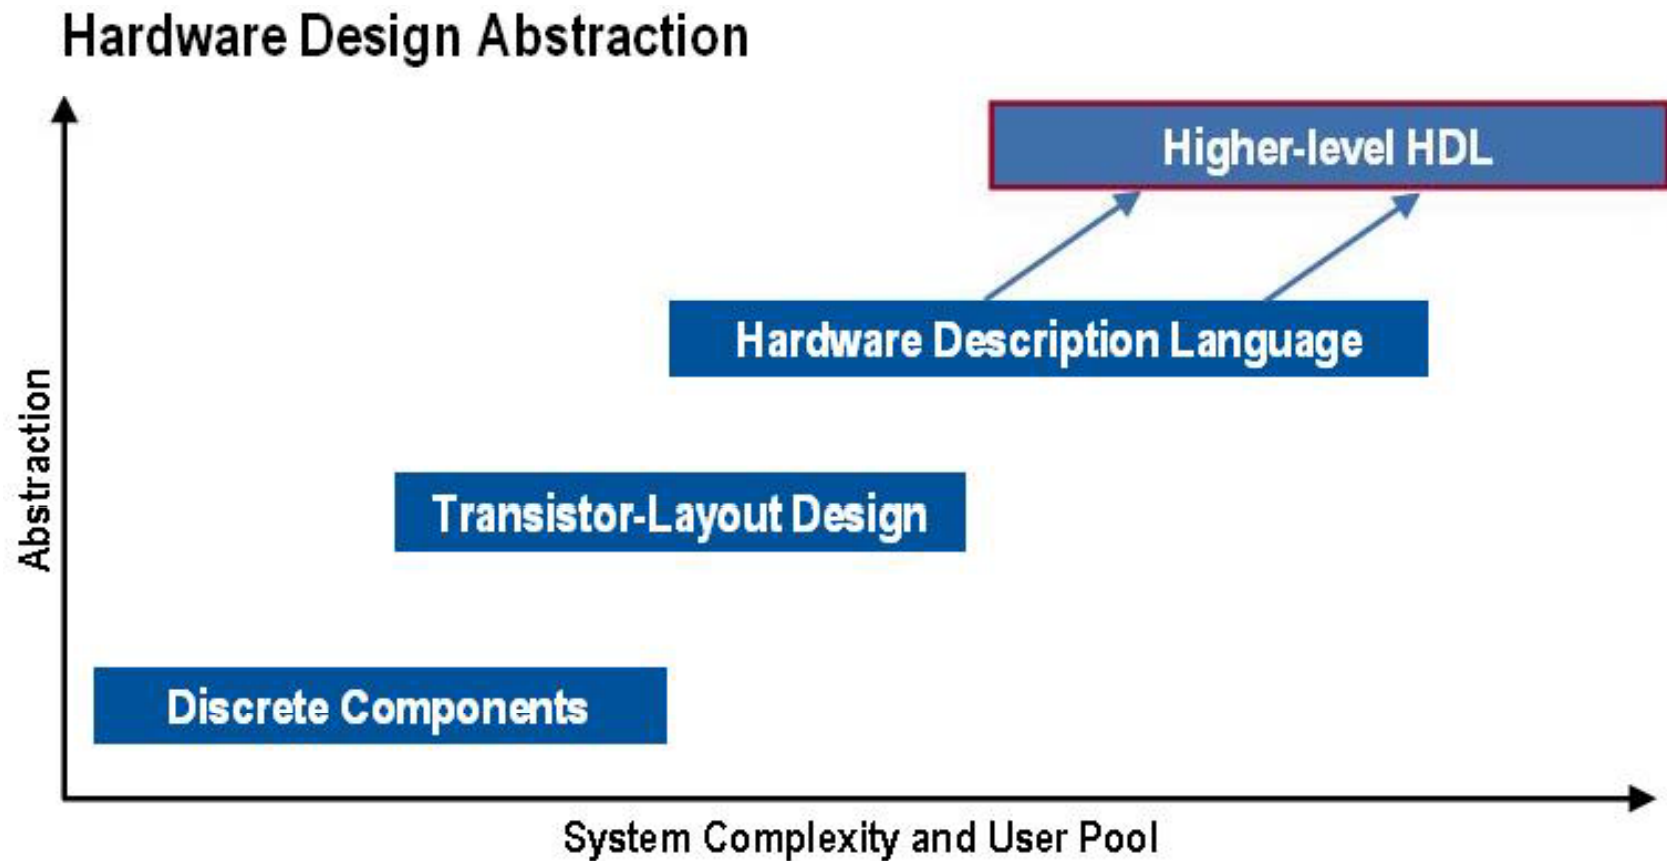 Hardware Design Abstraction
Higher-level HDL
Hardware Description Language
Abstraction
Transistor-Layout Design
Discrete Components
System Complexity and User Pool